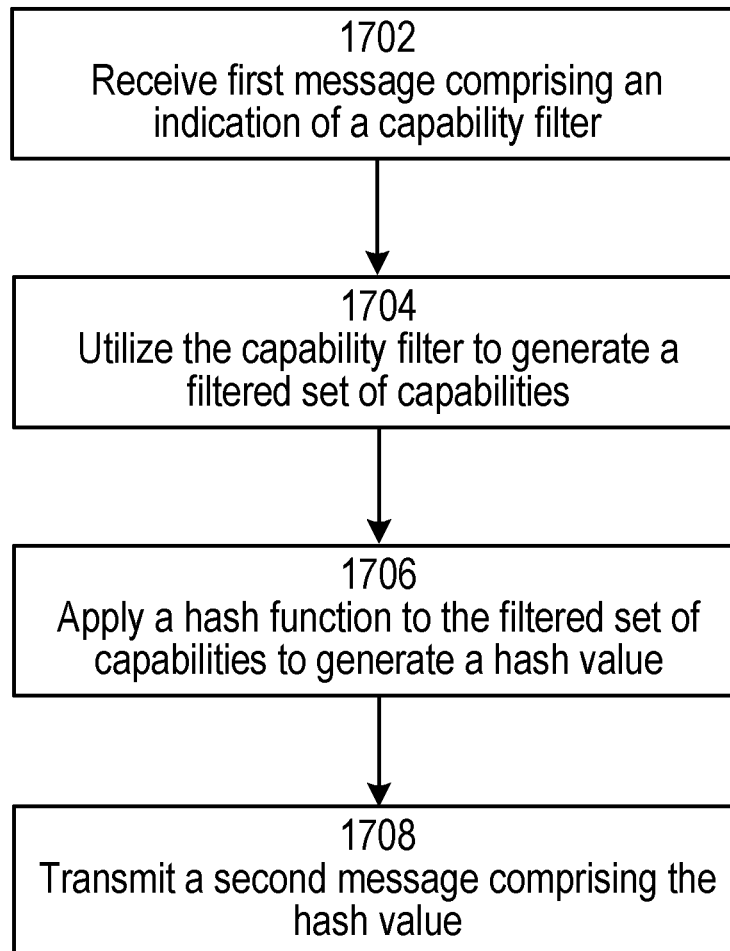 1702
Receive first message comprising an
indication of a capability filter
1704
Utilize the capability filter to generate a
filtered set of capabilities
1706
Apply a hash function to the filtered set of
capabilities to generate a hash value
1708
Transmit a second message comprising the
hash value